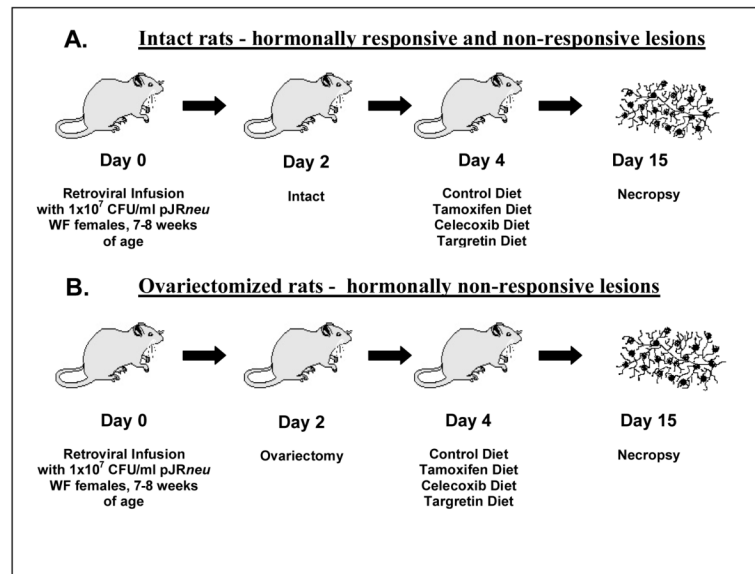 A. Intact rats - hormonally responsive and non-responsive lesions
Day 0
Day 2
Day 4
Day 15
Retroviral Infusion
with 1x10⁷ CFU/ml pJRneu
WF females, 7-8 weeks
of age
Intact
Control Diet
Tamoxifen Diet
Celecoxib Diet
Targretin Diet
Necropsy
B. Ovariectomized rats - hormonally non-responsive lesions
Day 0
Day 2
Day 4
Day 15
Retroviral Infusion
with 1x10⁷ CFU/ml pJRneu
WF females, 7-8 weeks
of age
Ovariectomy
Control Diet
Tamoxifen Diet
Celecoxib Diet
Targretin Diet
Necropsy